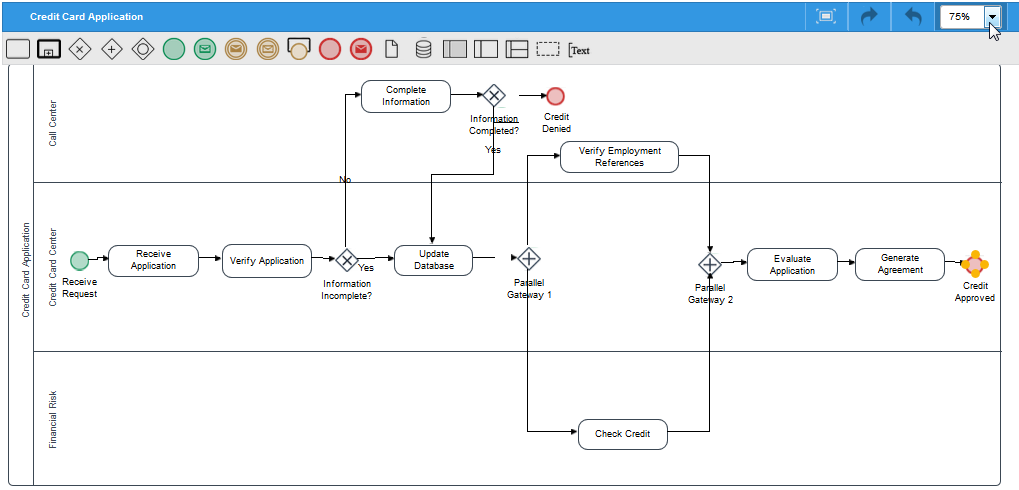 Credit Card Application
75%
Text
Credit Card Application
Call Center
Complete
Information
Information
Completed?
Credit
Denied
Yes
Verify Employment
References
No
Credit Card Center
Receive
Request
Receive
Application
Verify Application
Yes
Information
Incomplete?
Update
Database
Parallel
Gateway 1
Parallel
Gateway 2
Evaluate
Application
Generate
Agreement
Credit
Approved
Financial Risk
Check Credit